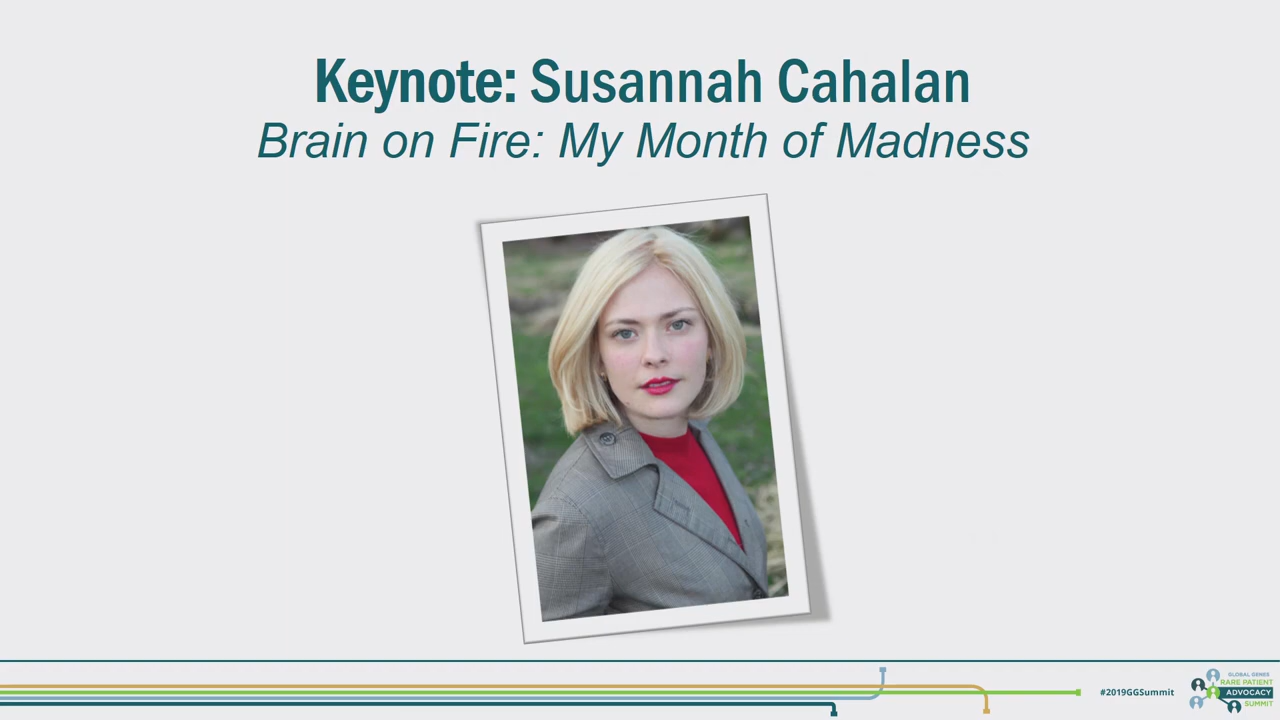 Keynote: Susannah Cahalan
Brain on Fire: My Month of Madness
#2019GGSummit
GLOBAL GENES
RARE PATIENT
ADVOCACY
SUMMIT